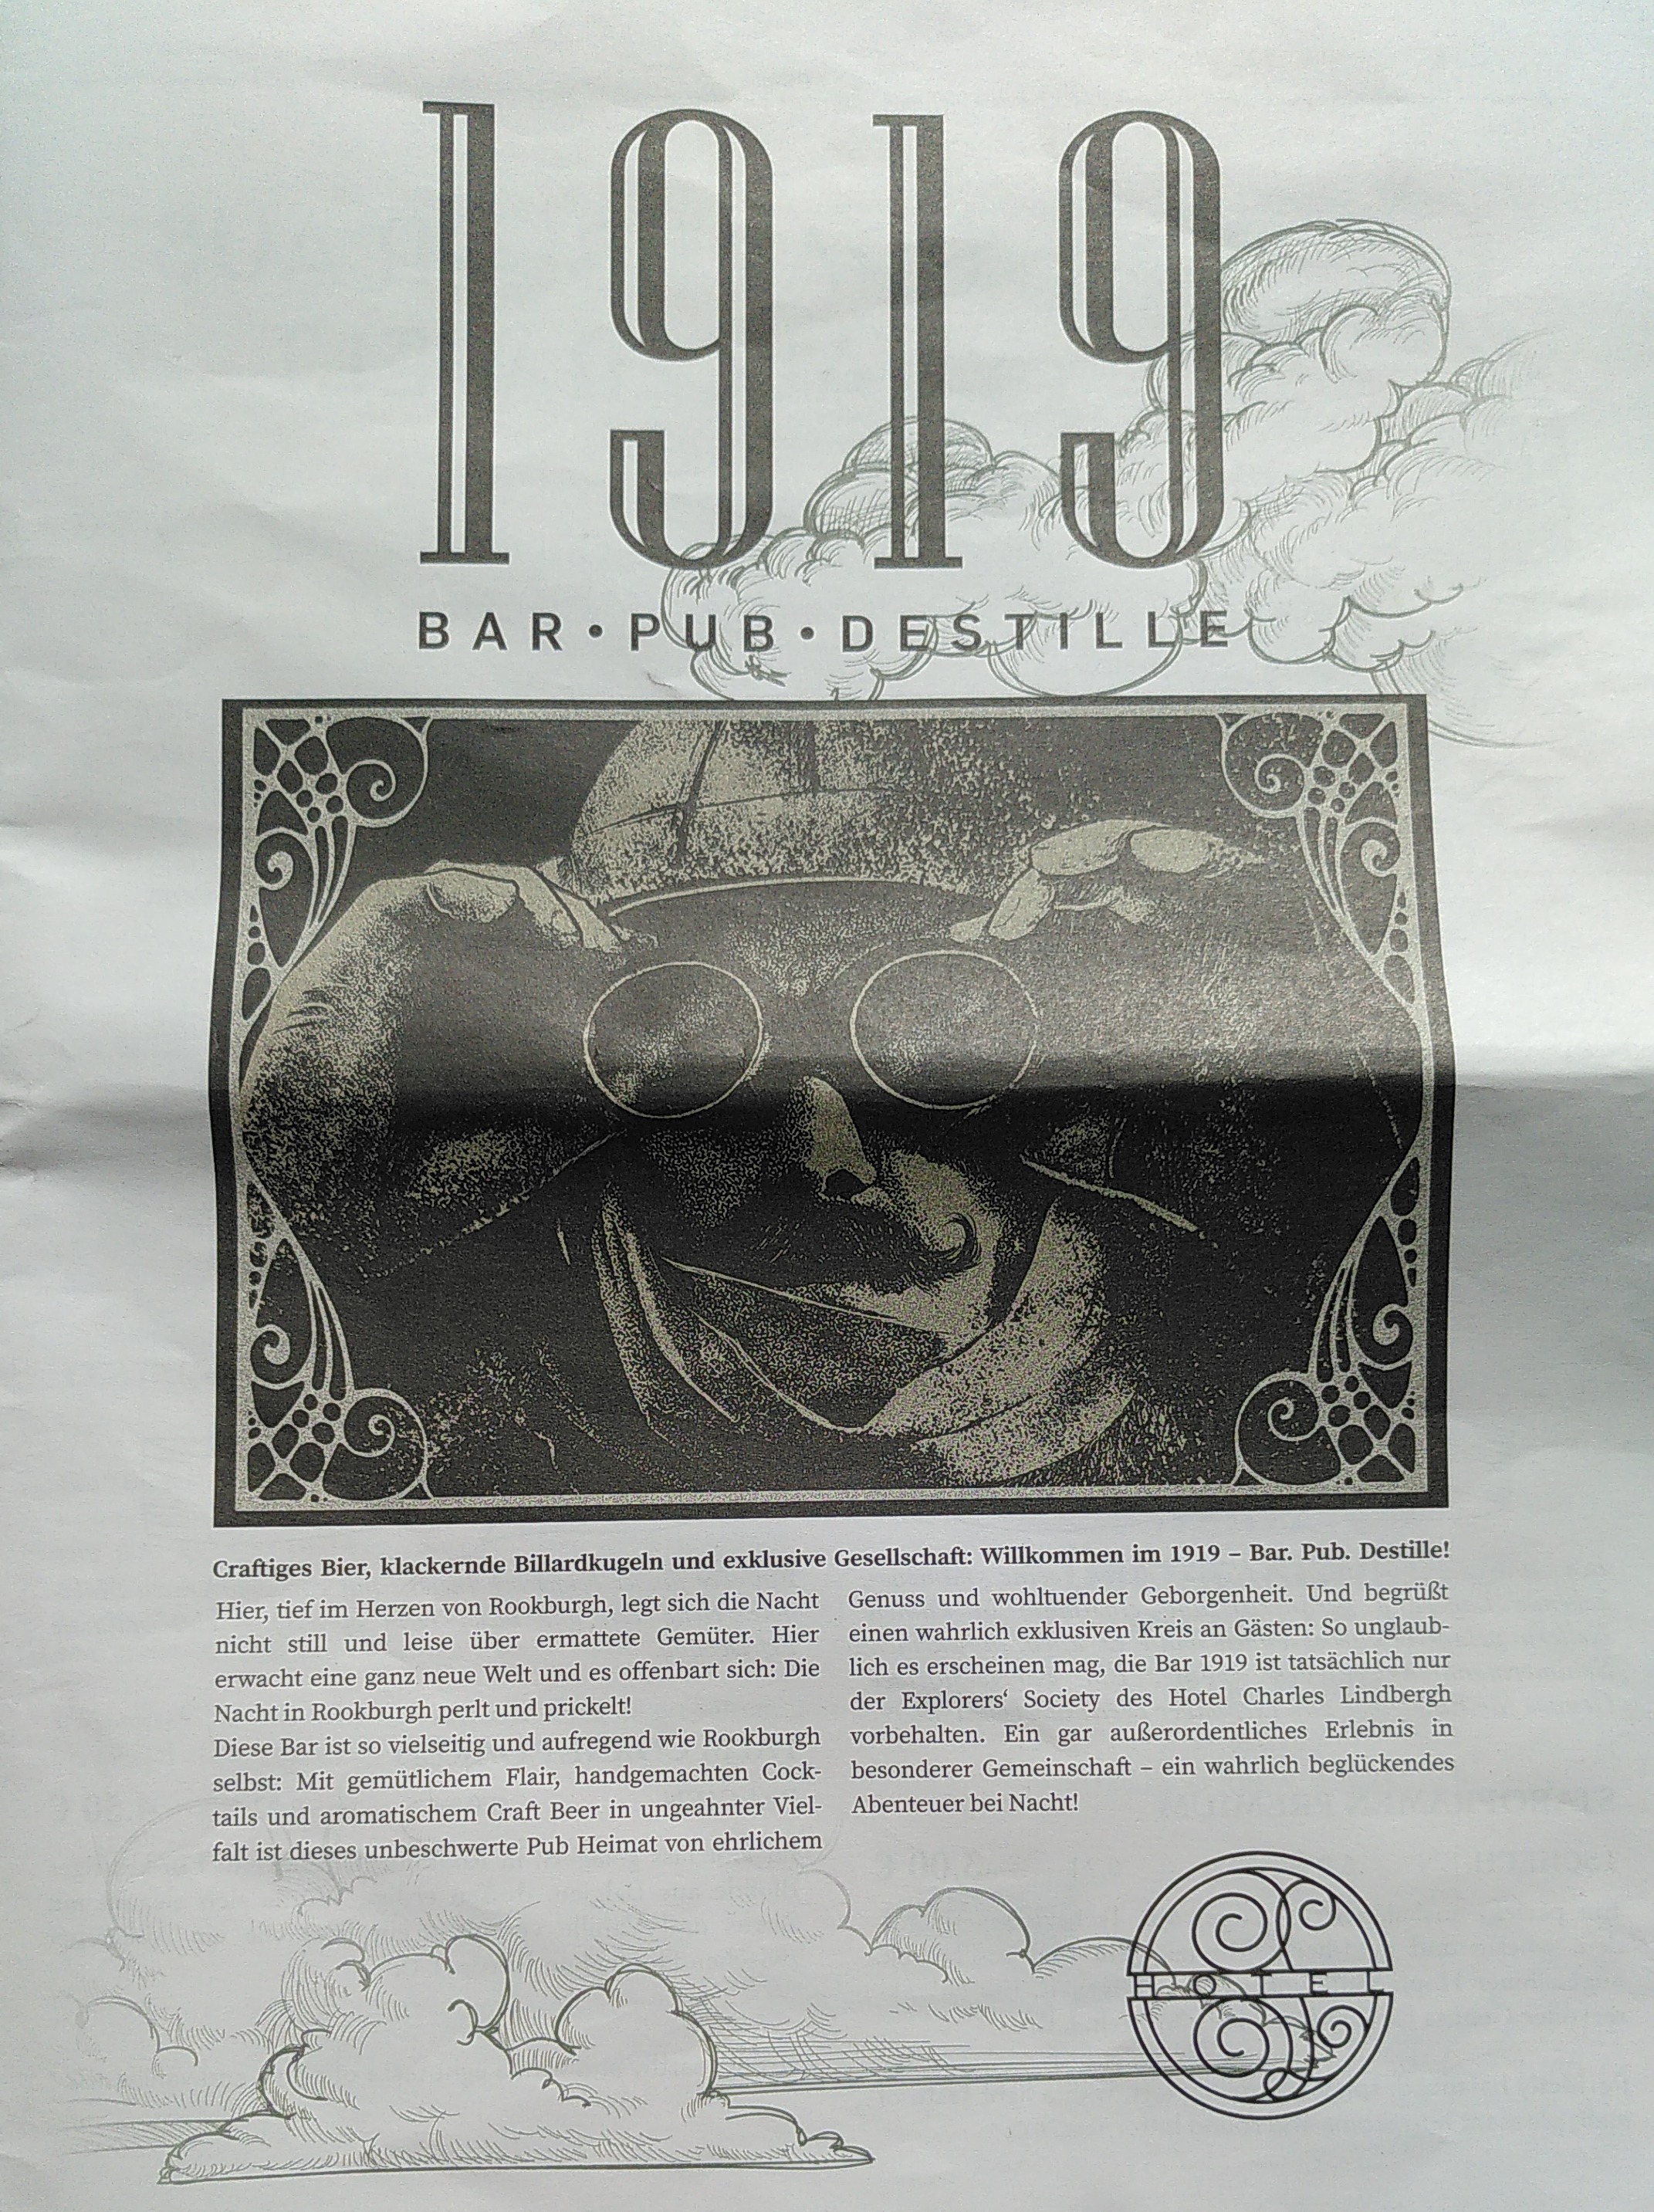 1919
BAR•PUB•DESTILLE
Craftiges Bier, klackernde Billardkugeln und exklusive Gesellschaft: Willkommen im 1919 – Bar. Pub. Destille!
Hier, tief im Herzen von Rookburgh, legt sich die Nacht
nicht still und leise über ermattete Gemüter. Hier
erwacht eine ganz neue Welt und es offenbart sich: Die
Nacht in Rookburgh perlt und prickelt!
Diese Bar ist so vielseitig und aufregend wie Rookburgh
selbst: Mit gemütlichem Flair, handgemachten Cock-
tails und aromatischem Craft Beer in ungeahnter Viel-
falt ist dieses unbeschwerte Pub Heimat von ehrlichem
Genuss und wohltuender Geborgenheit. Und begrüßt
einen wahrlich exklusiven Kreis an Gästen: So unglaub-
lich es erscheinen mag, die Bar 1919 ist tatsächlich nur
der Explorers‘ Society des Hotel Charles Lindbergh
vorbehalten. Ein gar außerordentliches Erlebnis in
besonderer Gemeinschaft – ein wahrlich beglückendes
Abenteuer bei Nacht!
HOTEL